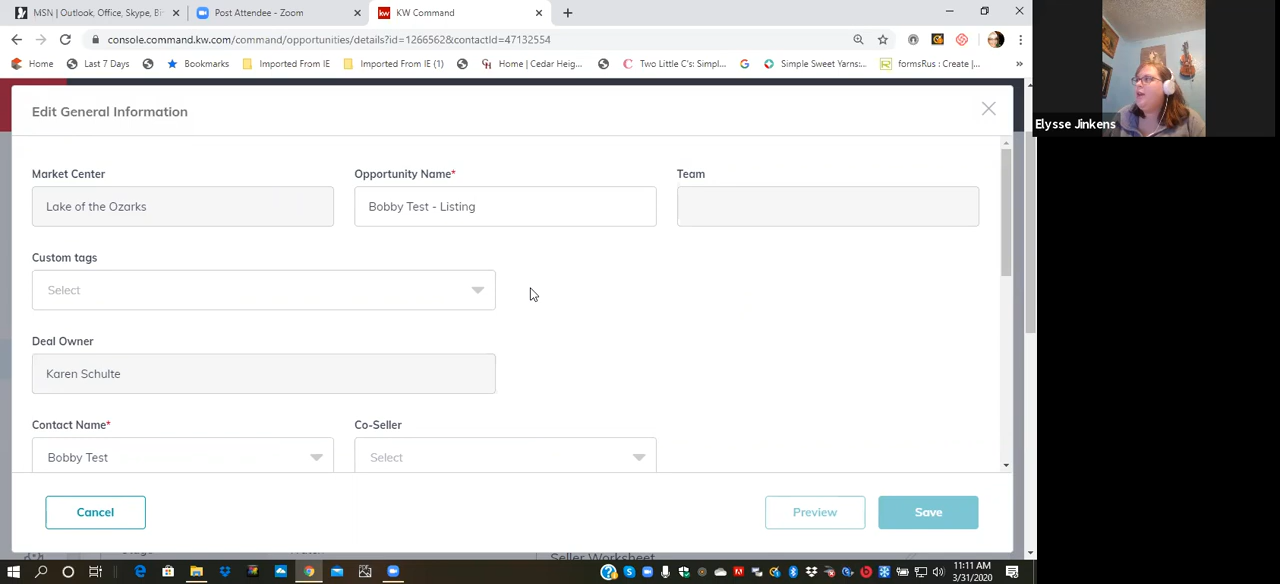 MSN | Outlook, Office, Skype, Bi
Post Attendee - Zoom
KW Command
console.command.kw.com/command/opportunities/details?id=1266562&contactId=47132554
Home
Last 7 Days
Bookmarks
Imported From IE
Imported From IE (1)
Home | Cedar Heig...
Two Little C's: Simpl...
Simple Sweet Yarns:...
formsRus : Create |...
»
Elysse Jinkens
Edit General Information
Market Center
Opportunity Name*
Team
Lake of the Ozarks
Bobby Test - Listing
Custom tags
Select
Deal Owner
Karen Schulte
Contact Name*
Co-Seller
Bobby Test
Select
Cancel
Preview
Save
Seller Worksheet
11:11 AM
3/31/2020